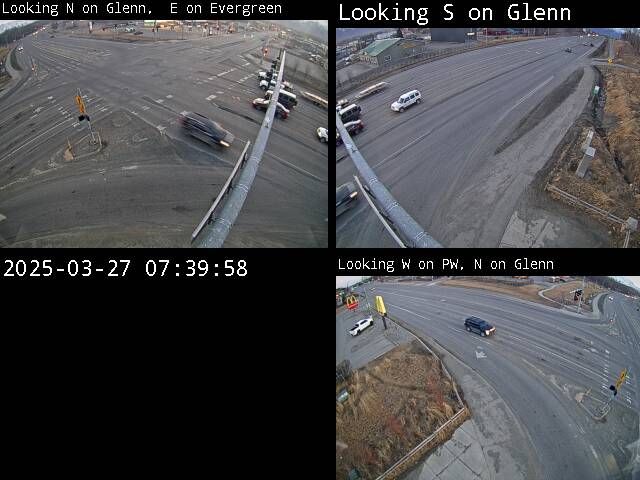 Looking N on Glenn,  E on Evergreen
Looking S on Glenn
2025-03-27 07:39:58
Looking W on PW, N on Glenn